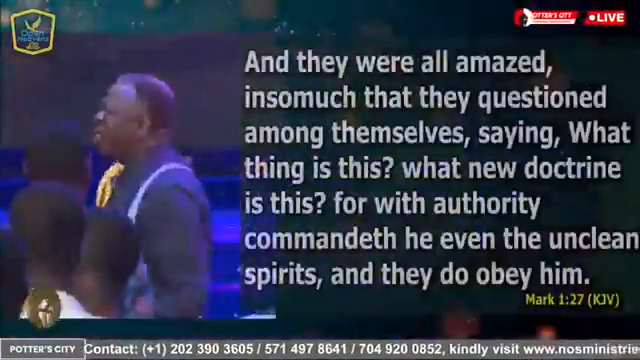 Open
Heavens
POTTER'S CITY
LIVE
And they were all amazed,
insomuch that they questioned
among themselves, saying, What
thing is this? what new doctrine
is this? for with authority
commandeth he even the unclean
spirits, and they do obey him.
Mark 1:27 (KJV)
POTTER'S CITY
Contact: (+1) 202 390 3605 / 571 497 8641 / 704 920 0852, kindly visit www.nosministrie